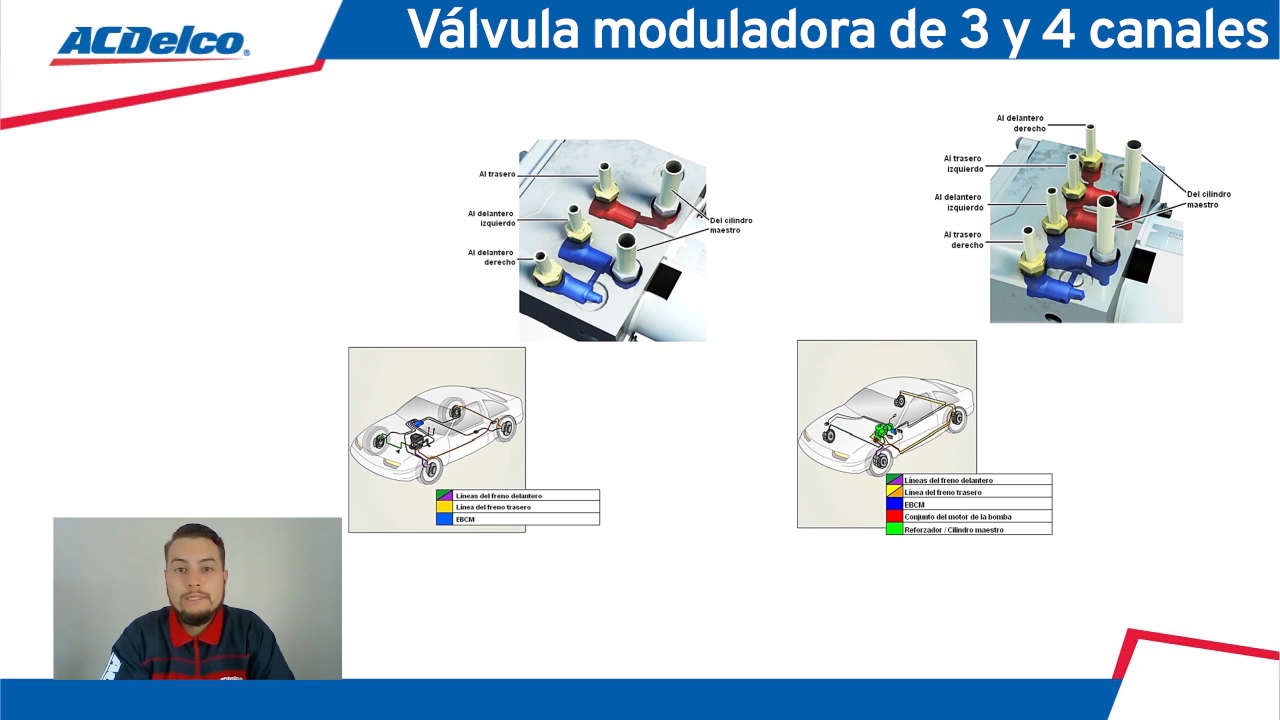 ACDelco
Válvula moduladora de 3 y 4 canales
Al trasero
Al delantero
izquierdo
Al delantero
derecho
Del cilindro
maestro
Al delantero
derecho
Al trasero
izquierdo
Al delantero
izquierdo
Al trasero
derecho
Del cilindro
maestro
Líneas del freno delantero
Línea del freno trasero
EBCM
Líneas del freno delantero
Línea del freno trasero
EBCM
Conjunto del motor de la bomba
Reforzador / Cilindro maestro